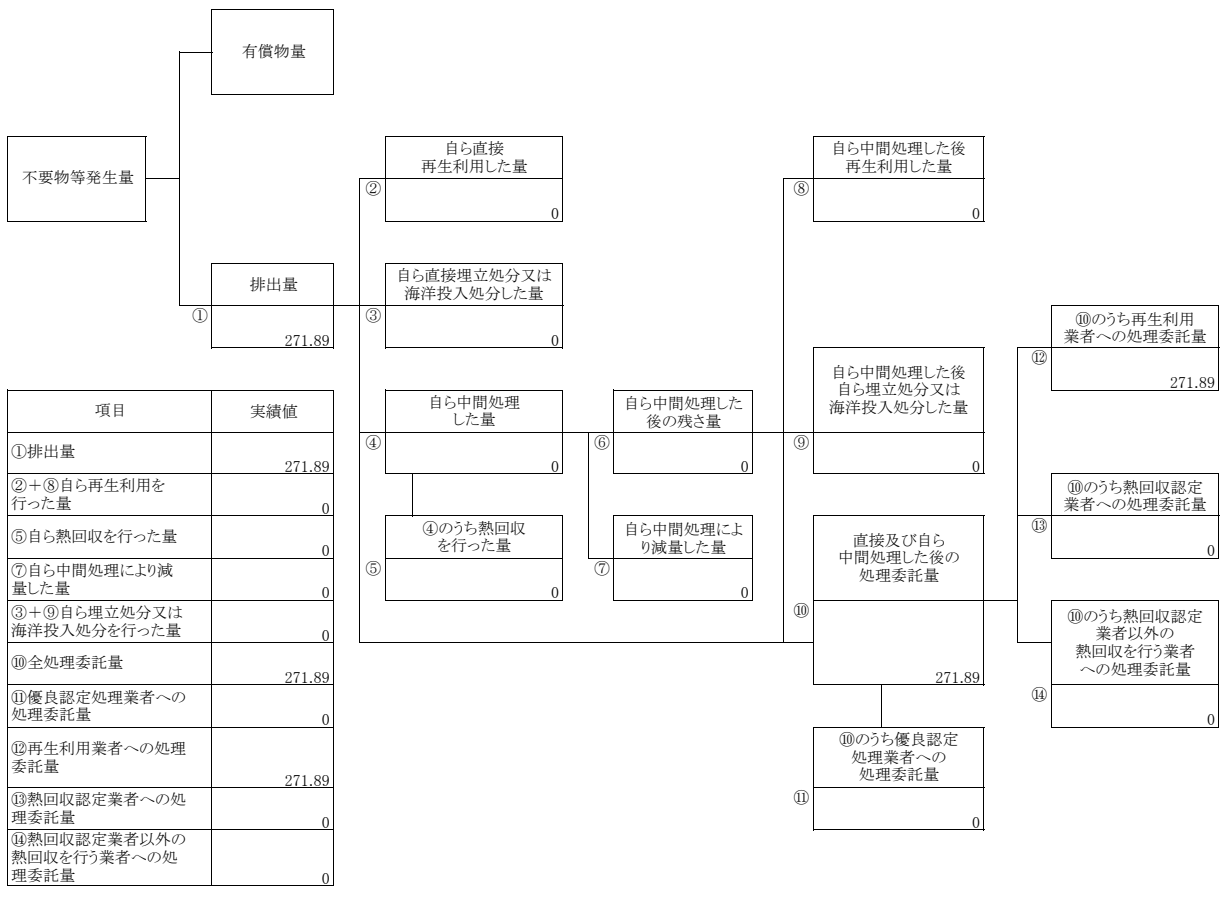 有償物量
不要物等発生量
排出量
①
271.89
自ら直接
再生利用した量
②
0
自ら直接埋立処分又は
海洋投入処分した量
③
0
自ら中間処理
した量
④
0
④のうち熱回収
を行った量
⑤
0
自ら中間処理した
後の残さ量
⑥
0
自ら中間処理によ
り減量した量
⑦
0
自ら中間処理した後
再生利用した量
⑧
0
自ら中間処理した後
自ら埋立処分又は
海洋投入処分した量
⑨
0
直接及び自ら
中間処理した後の
処理委託量
⑩
271.89
⑩のうち優良認定
処理業者への
処理委託量
⑪
0
⑩のうち再生利用
業者への処理委託量
⑫
271.89
⑩のうち熱回収認定
業者への処理委託量
⑬
0
⑩のうち熱回収認定
業者以外の
熱回収を行う業者
への処理委託量
⑭
0
項目 実績値
①排出量
271.89
②＋⑧自ら再生利用を
行った量
0
⑤自ら熱回収を行った量
0
⑦自ら中間処理により減
量した量
0
③＋⑨自ら埋立処分又は
海洋投入処分を行った量
0
⑩全処理委託量
271.89
⑪優良認定処理業者への
処理委託量
0
⑫再生利用業者への処理
委託量
271.89
⑬熱回収認定業者への処
理委託量
0
⑭熱回収認定業者以外の
熱回収を行う業者への処
理委託量
0